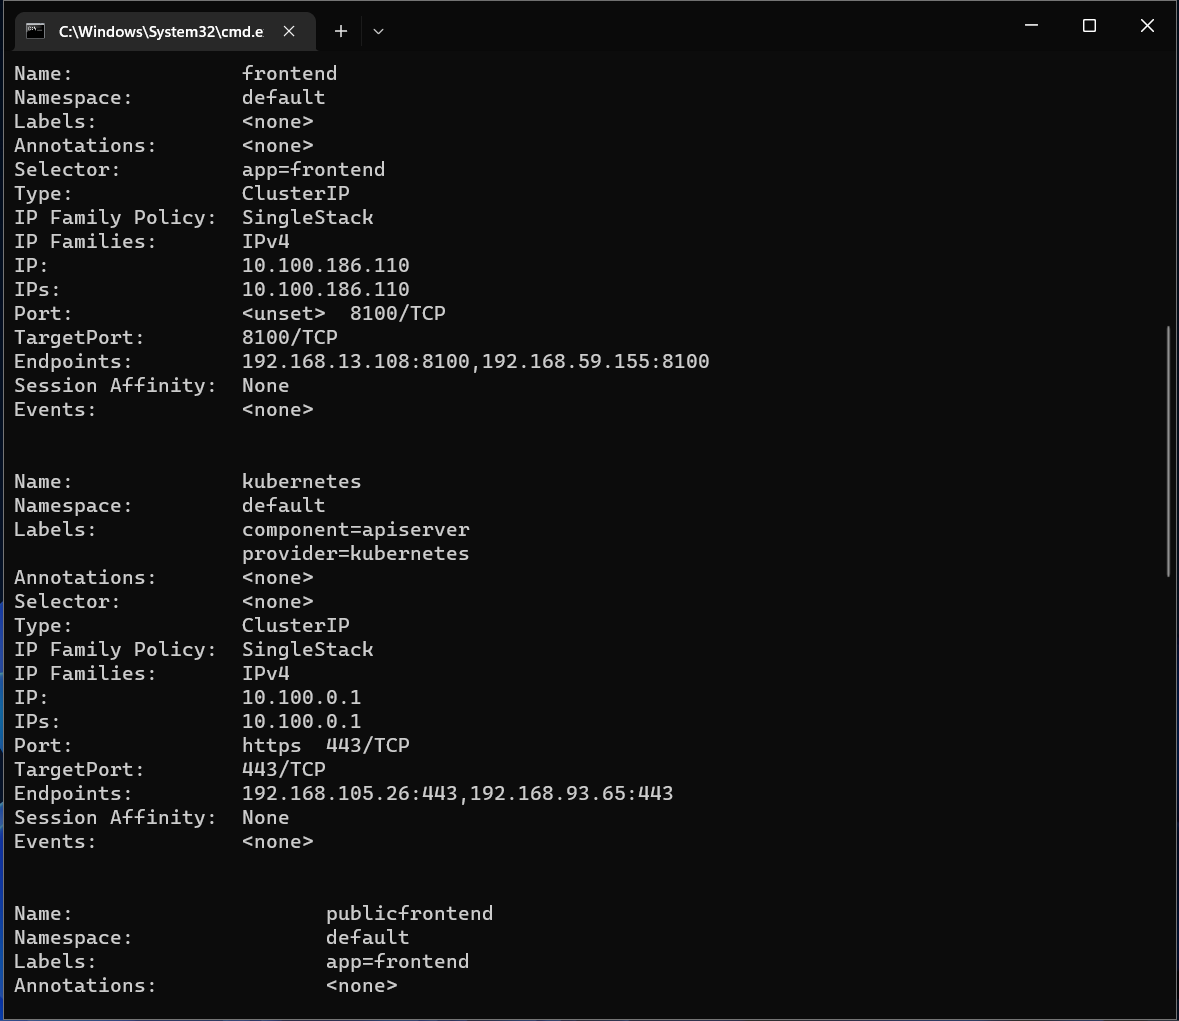 C:\Windows\System32\cmd.e
Name:                   frontend
Namespace:              default
Labels:                 <none>
Annotations:            <none>
Selector:               app=frontend
Type:                   ClusterIP
IP Family Policy:       SingleStack
IP Families:            IPv4
IP:                     10.100.186.110
IPs:                    10.100.186.110
Port:                   <unset>  8100/TCP
TargetPort:             8100/TCP
Endpoints:              192.168.13.108:8100,192.168.59.155:8100
Session Affinity:       None
Events:                 <none>
Name:                   kubernetes
Namespace:              default
Labels:                 component=apiserver
                        provider=kubernetes
Annotations:            <none>
Selector:               <none>
Type:                   ClusterIP
IP Family Policy:       SingleStack
IP Families:            IPv4
IP:                     10.100.0.1
IPs:                    10.100.0.1
Port:                   https  443/TCP
TargetPort:             443/TCP
Endpoints:              192.168.105.26:443,192.168.93.65:443
Session Affinity:       None
Events:                 <none>
Name:                     publicfrontend
Namespace:                default
Labels:                   app=frontend
Annotations:              <none>